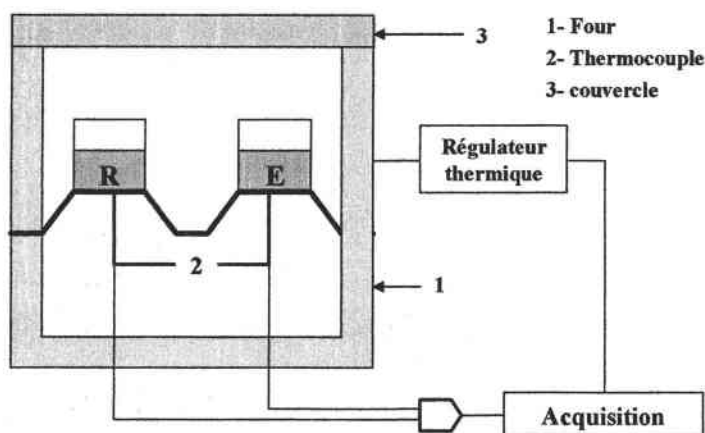 3
1- Four
2- Thermocouple
3- couvercle
R
E
Régulateur
thermique
2
1
Acquisition